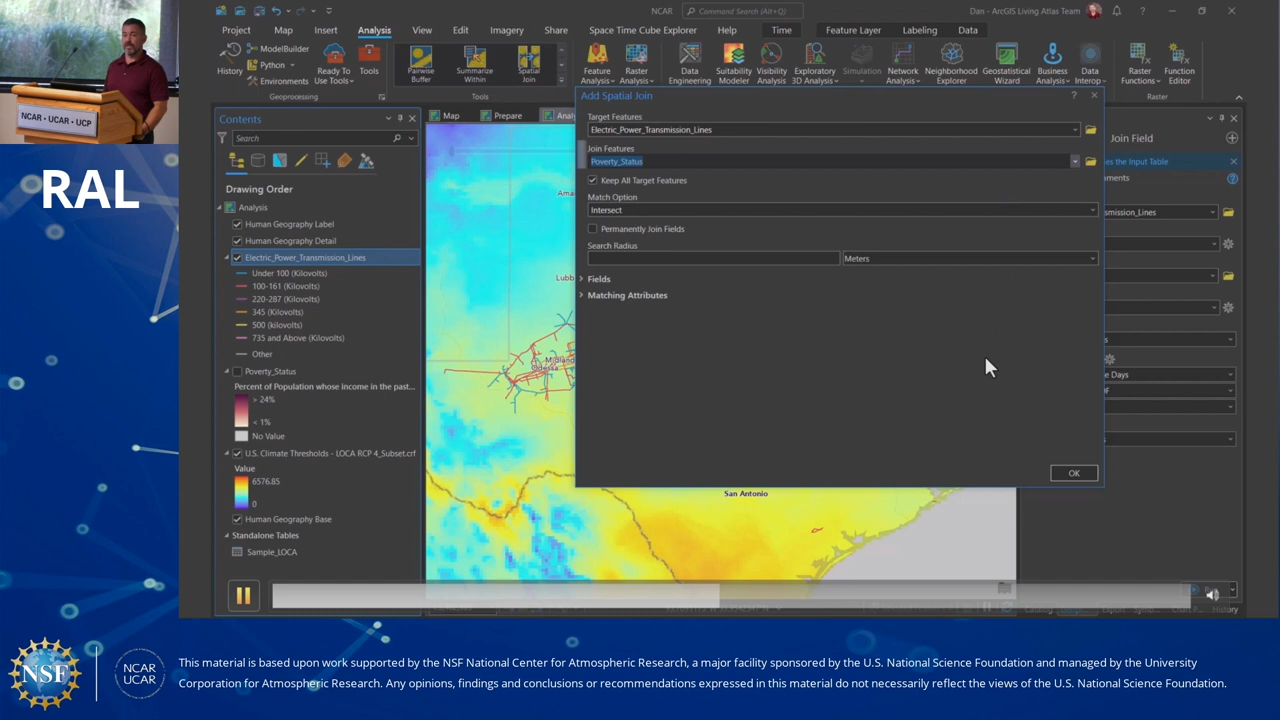 NCAR
Command Search (Alt+Q)
Dan - ArcGIS Living Atlas Team
Project
Map
Insert
Analysis
View
Edit
Imagery
Share
Space Time Cube Explorer
Help
Time
Feature Layer
Labeling
Data
History
ModelBuilder
Python
Environments
Ready To Use Tools
Tools
Pairwise Buffer
Summarize Within
Spatial Join
Feature Analysis
Raster Analysis
Data Engineering
Suitability Modeler
Visibility Analysis
Exploratory 3D Analysis
Simulation
Network Analysis
Neighborhood Explorer
Geostatistical Wizard
Business Analysis
Data Interop
Raster Functions
Function Editor
Geoprocessing
Tools
Raster
NCAR • UCAR • UCP
RAL
Contents
Search
Drawing Order
Analysis
Human Geography Label
Human Geography Detail
Electric_Power_Transmission_Lines
Under 100 (Kilovolts)
100-161 (Kilovolts)
220-287 (Kilovolts)
345 (Kilovolts)
500 (kilovolts)
735 and Above (Kilovolts)
Other
Poverty_Status
Percent of Population whose income in the past...
> 24%
< 1%
No Value
U.S. Climate Thresholds - LOCA RCP 4_Subset.crf
Value
6576.85
0
Human Geography Base
Standalone Tables
Sample_LOCA
Map
Prepare
Analy
Ama
Lubb
Midland
Odessa
San Antonio
Add Spatial Join
Target Features
Electric_Power_Transmission_Lines
Join Features
Poverty_Status
Keep All Target Features
Match Option
Intersect
Permanently Join Fields
Search Radius
Meters
Fields
Matching Attributes
OK
Join Field
es the Input Table
nments
smission_Lines
s
e Days
F
s
History
NSF
NCAR
UCAR
This material is based upon work supported by the NSF National Center for Atmospheric Research, a major facility sponsored by the U.S. National Science Foundation and managed by the University
Corporation for Atmospheric Research. Any opinions, findings and conclusions or recommendations expressed in this material do not necessarily reflect the views of the U.S. National Science Foundation.